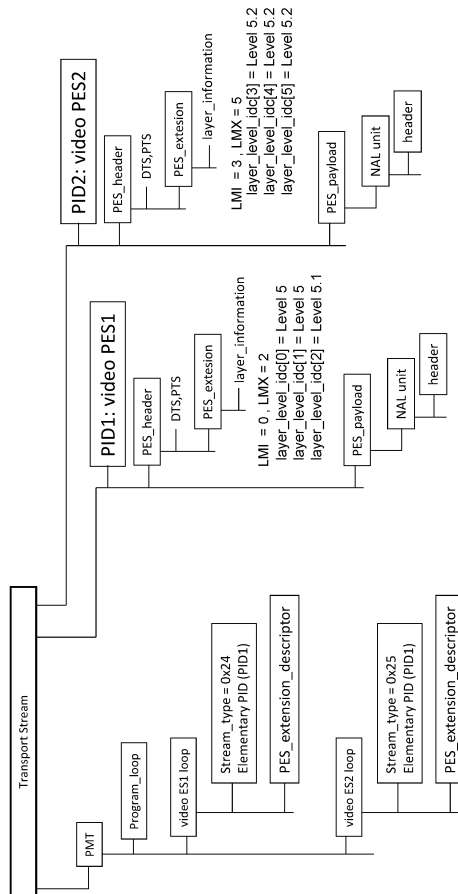 Transport Stream
PMT
Program_loop
video ES1 loop
Stream_type = 0x24
Elementary PID (PID1)
PES_extension_descriptor
video ES2 loop
Stream_type = 0x25
Elementary PID (PID1)
PES_extension_descriptor
PID1: video PES1
PES_header
DTS,PTS
PES_extesion
layer_information
LMI = 0, LMX = 2
layer_level_idc[0] = Level 5
layer_level_idc[1] = Level 5
layer_level_idc[2] = Level 5.1
PES_payload
NAL unit
header
PID2: video PES2
PES_header
DTS,PTS
PES_extesion
layer_information
LMI = 3, LMX = 5
layer_level_idc[3] = Level 5.2
layer_level_idc[4] = Level 5.2
layer_level_idc[5] = Level 5.2
PES_payload
NAL unit
header